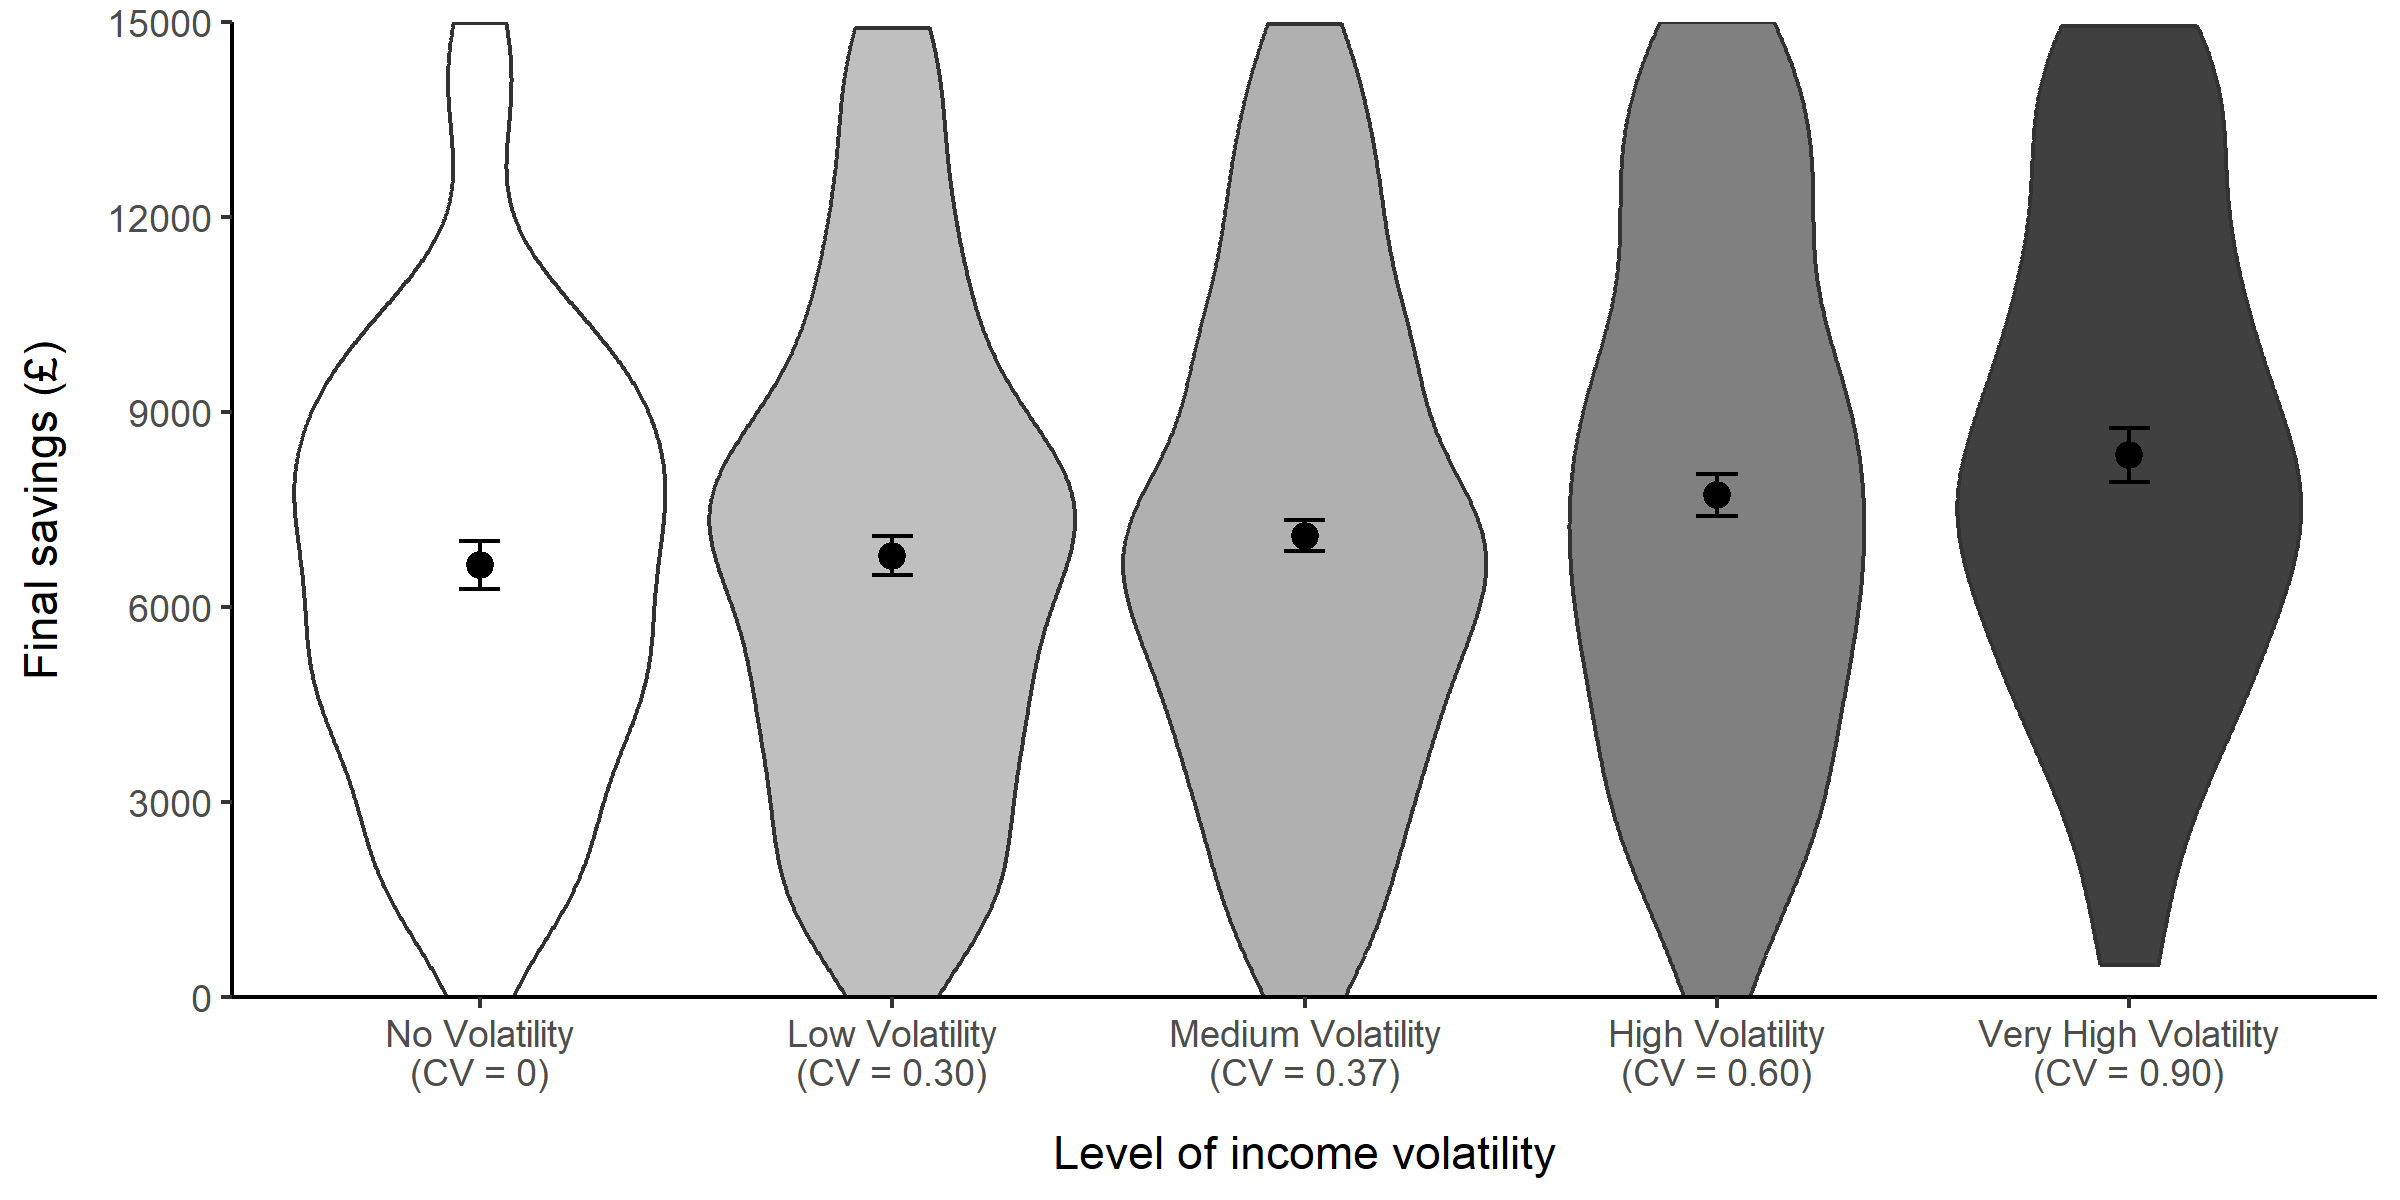 15000
12000
9000
6000
3000
0
Final savings (£)
No Volatility
(CV = 0)
Low Volatility
(CV = 0.30)
Medium Volatility
(CV = 0.37)
High Volatility
(CV = 0.60)
Very High Volatility
(CV = 0.90)
Level of income volatility